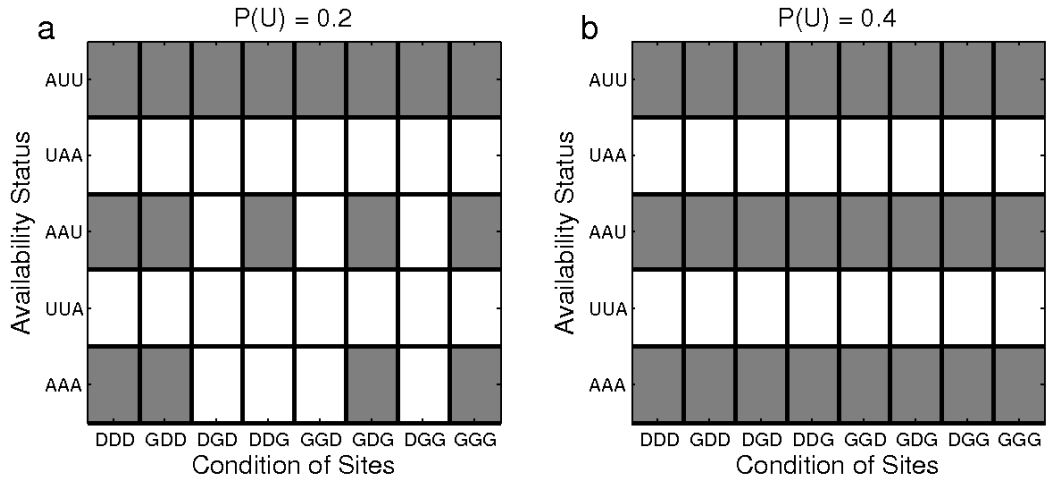 a
P(U) = 0.2
Availability Status
AUU
UAA
AAU
UUA
AAA
DDD GDD DGD DDG GGD GDG DGG GGG
Condition of Sites
b
P(U) = 0.4
Availability Status
AUU
UAA
AAU
UUA
AAA
DDD GDD DGD DDG GGD GDG DGG GGG
Condition of Sites